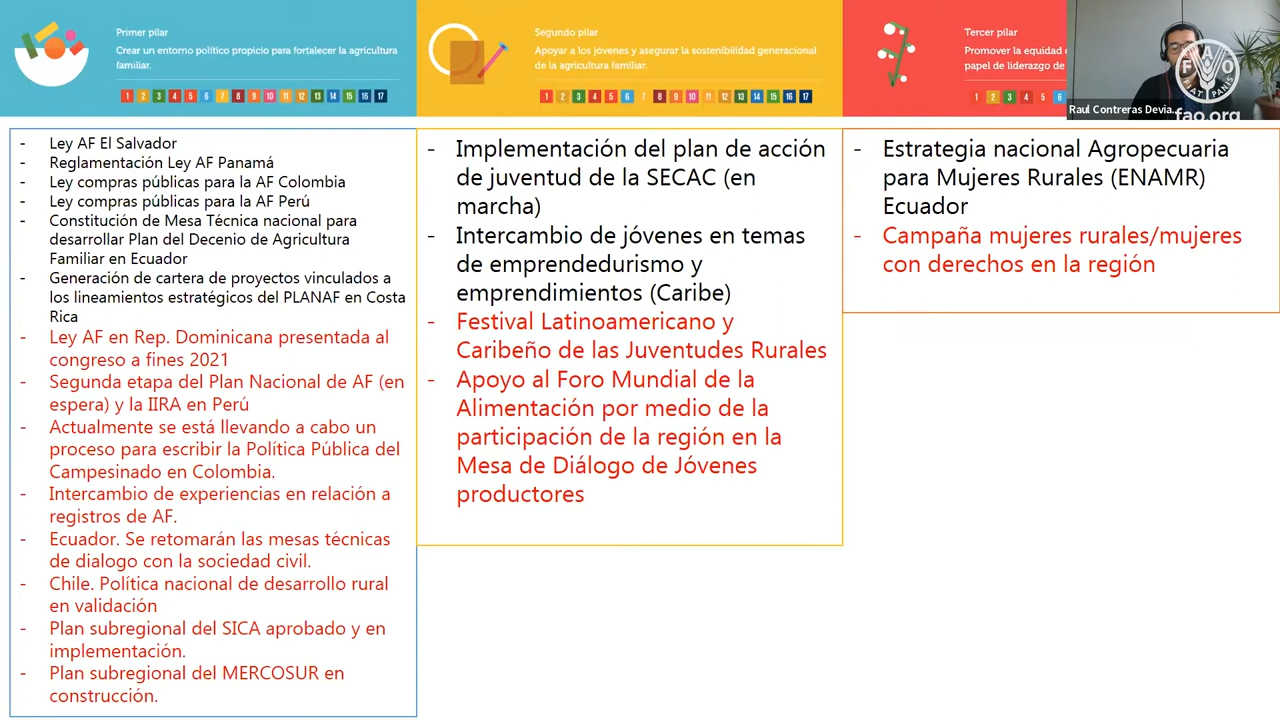 Primer pilar
Crear un entorno político propicio para fortalecer la agricultura
familiar.
1 2 3 4 5 6 7 8 9 10 11 12 13 14 15 16 17
Segundo pilar
Apoyar a los jóvenes y asegurar la sostenibilidad generacional
de la agricultura familiar.
1 2 3 4 5 6 7 8 9 10 11 12 13 14 15 16 17
Tercer pilar
Promover la equidad
papel de liderazgo de
1 2 3 4 5 6
F A O
FIAT PANIS
fao.org
Raul Contreras Devia...
- Ley AF El Salvador
- Reglamentación Ley AF Panamá
- Ley compras públicas para la AF Colombia
- Ley compras públicas para la AF Perú
- Constitución de Mesa Técnica nacional para
desarrollar Plan del Decenio de Agricultura
Familiar en Ecuador
- Generación de cartera de proyectos vinculados a
los lineamientos estratégicos del PLANAF en Costa
Rica
- Ley AF en Rep. Dominicana presentada al
congreso a fines 2021
- Segunda etapa del Plan Nacional de AF (en
espera) y la IIRA en Perú
- Actualmente se está llevando a cabo un
proceso para escribir la Política Pública del
Campesinado en Colombia.
- Intercambio de experiencias en relación a
registros de AF.
- Ecuador. Se retomarán las mesas técnicas
de dialogo con la sociedad civil.
- Chile. Política nacional de desarrollo rural
en validación
- Plan subregional del SICA aprobado y en
implementación.
- Plan subregional del MERCOSUR en
construcción.
- Implementación del plan de acción
de juventud de la SECAC (en
marcha)
- Intercambio de jóvenes en temas
de emprendedurismo y
emprendimientos (Caribe)
- Festival Latinoamericano y
Caribeño de las Juventudes Rurales
- Apoyo al Foro Mundial de la
Alimentación por medio de la
participación de la región en la
Mesa de Diálogo de Jóvenes
productores
- Estrategia nacional Agropecuaria
para Mujeres Rurales (ENAMR)
Ecuador
- Campaña mujeres rurales/mujeres
con derechos en la región